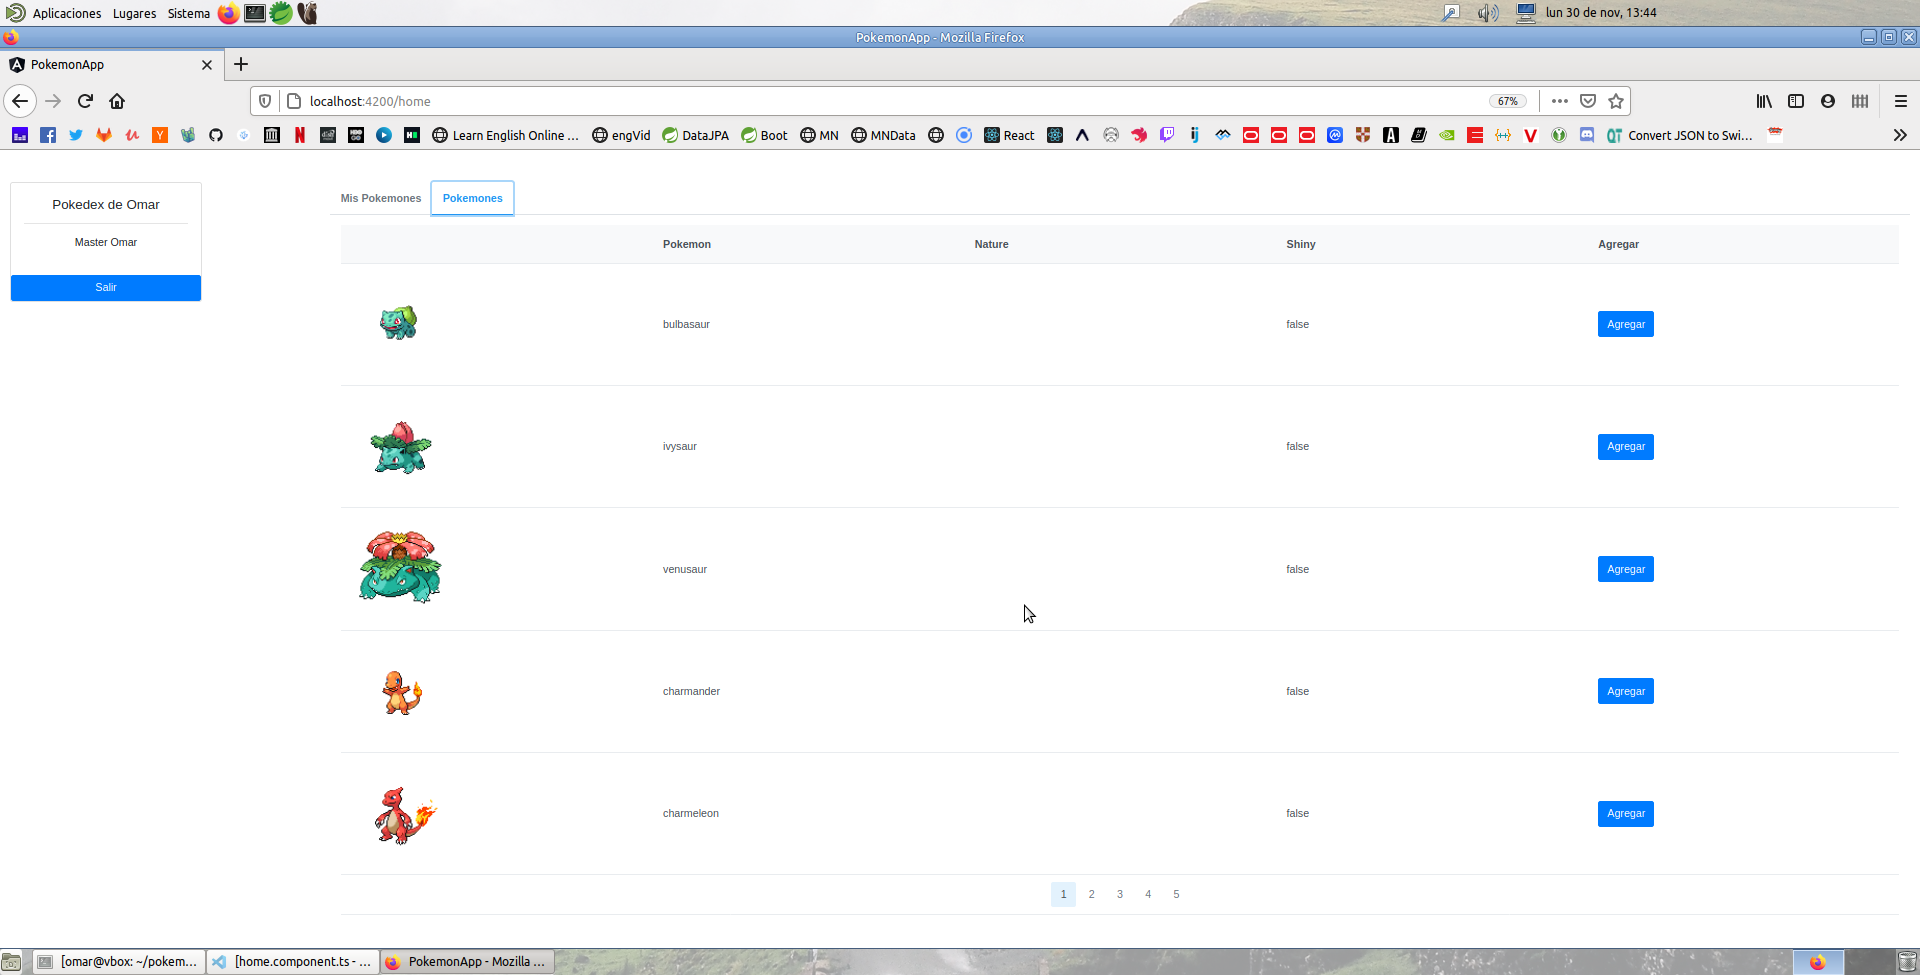 Aplicaciones Lugares Sistema lun 30 de nov, 13:44
PokemonApp - Mozilla Firefox
PokemonApp
localhost:4200/home 67%
Learn English Online ... engVid DataJPA Boot MN MNData React Convert JSON to Swi...
Mis Pokemones Pokemones
Pokedex de Omar
Master Omar
Salir
Pokemon Nature Shiny Agregar
bulbasaur false Agregar
ivysaur false Agregar
venusaur false Agregar
charmander false Agregar
charmeleon false Agregar
1 2 3 4 5
[omar@vbox: ~/pokem... [home.component.ts - ... PokemonApp - Mozilla ...